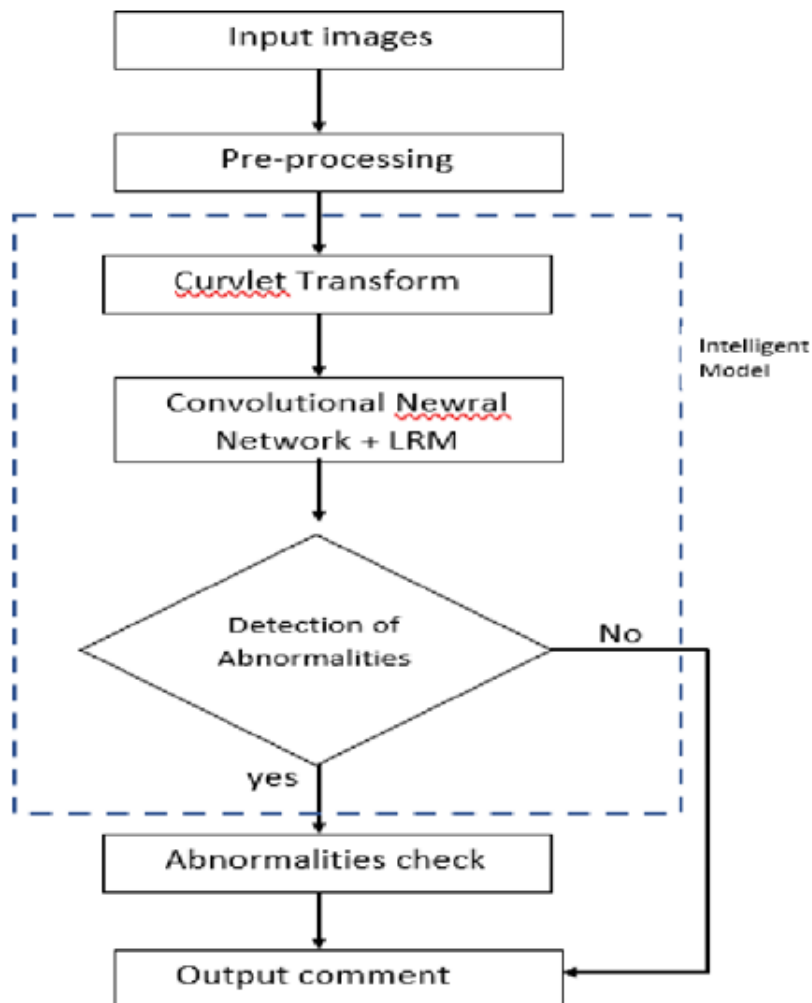 Input images
Pre-processing
Curvlet Transform
Intelligent
Model
Convolutional Newral
Network + LRM
Detection of
Abnormalities
No
yes
Abnormalities check
Output comment